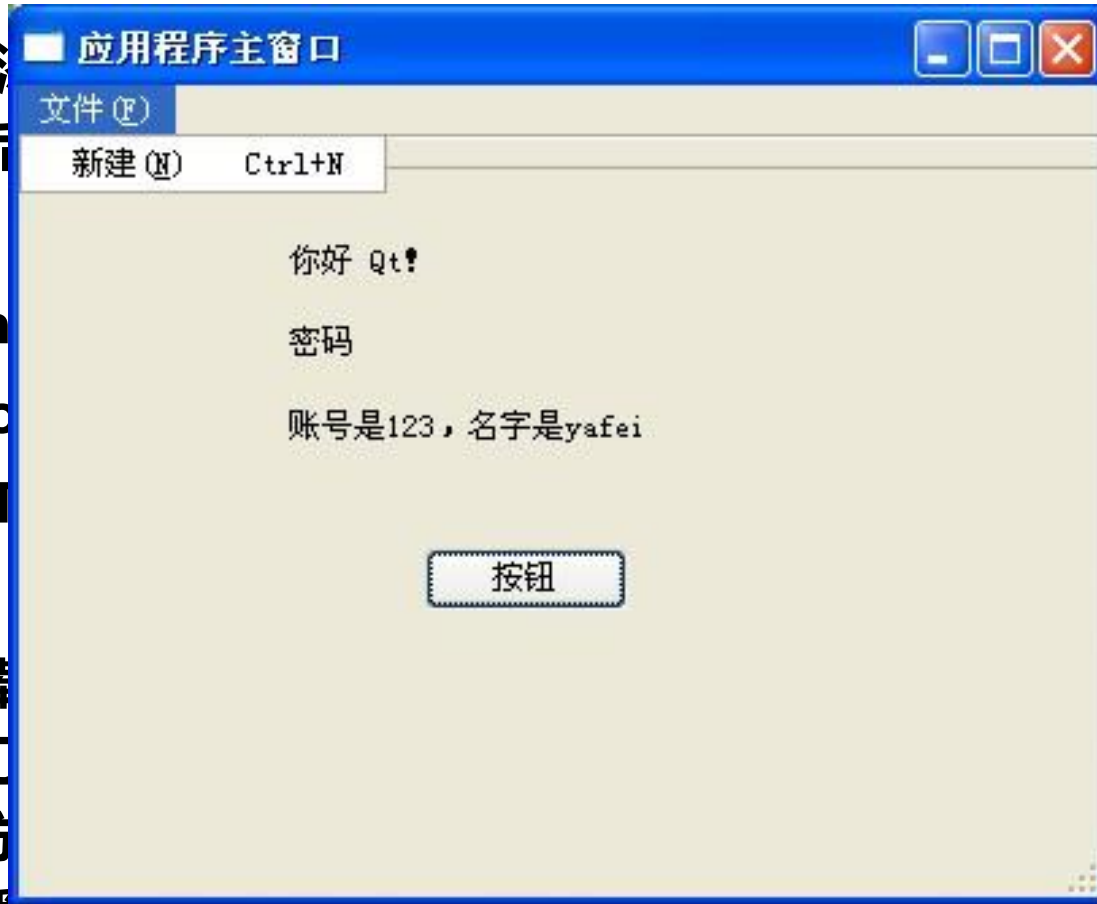 应用程序主窗口
文件(F)
新建(N) Ctrl+N
你好 Qt!
密码
账号是123，名字是yafei
按钮